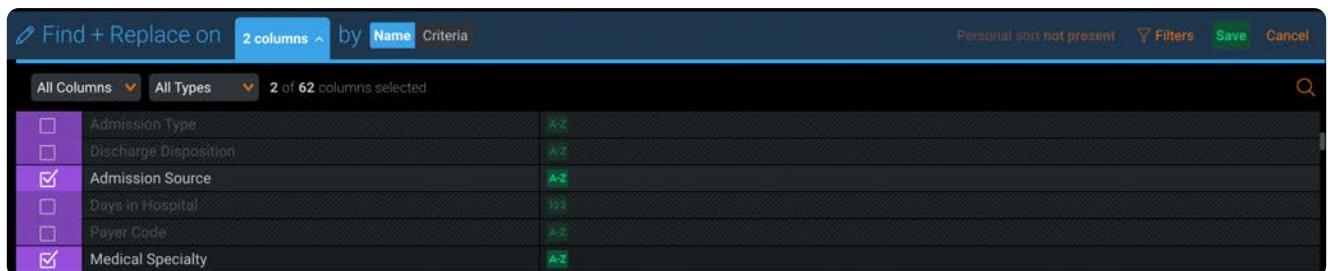 Find + Replace on 2 columns by Name Criteria Personal sort not present Filters Save Cancel
All Columns All Types 2 of 62 columns selected
Admission Type A-Z
Discharge Disposition A-Z
Admission Source A-Z
Days in Hospital 123
Payer Code A-Z
Medical Specialty A-Z